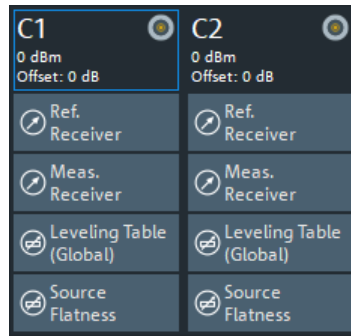 C1
0 dBm
Offset: 0 dB
Ref.
Receiver
Meas.
Receiver
Leveling Table
(Global)
Source
Flatness
C2
0 dBm
Offset: 0 dB
Ref.
Receiver
Meas.
Receiver
Leveling Table
(Global)
Source
Flatness